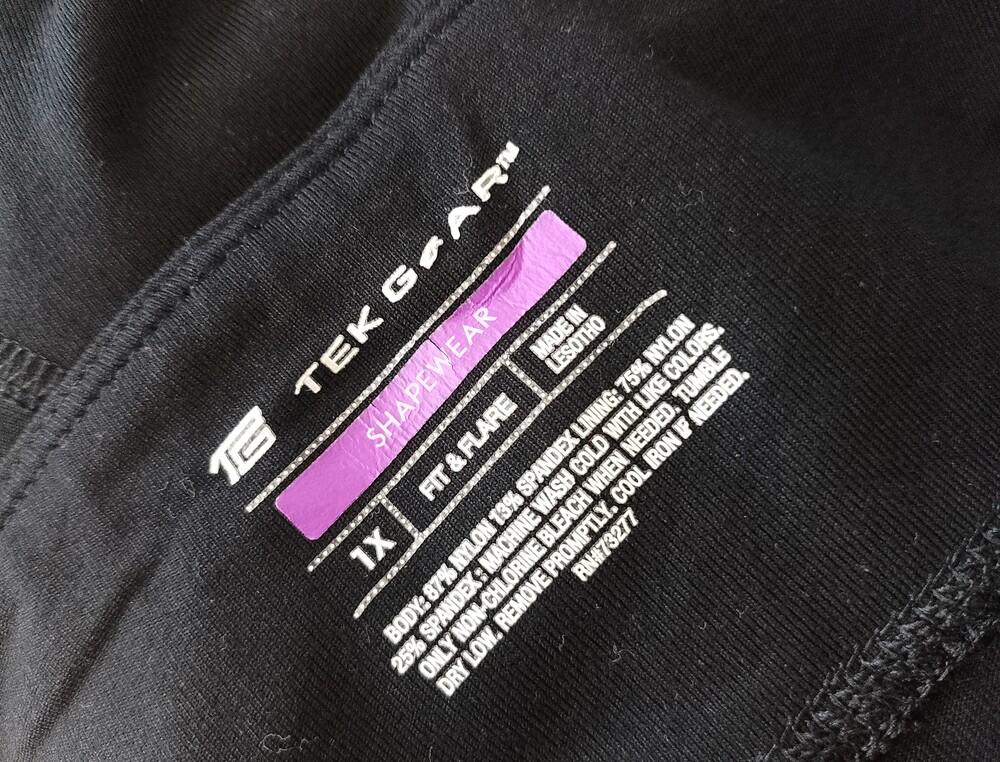 TG TEK GEAR™
SHAPEWEAR
1X FIT & FLARE MADE IN
LESOTHO
BODY: 87% NYLON 13% SPANDEX LINING: 75% NYLON
25% SPANDEX: MACHINE WASH COLD WITH LIKE COLORS.
ONLY NON-CHLORINE BLEACH WHEN NEEDED. TUMBLE
DRY LOW. REMOVE PROMPTLY. COOL IRON IF NEEDED.
RN#73277